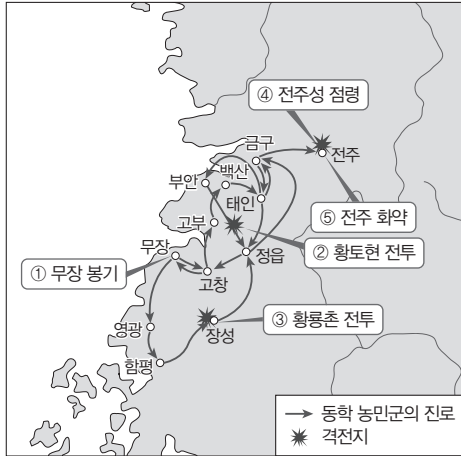 ④ 전주성 점령
금구
전주
백산
부안
태인
⑤ 전주 화약
고부
② 황토현 전투
무장
정읍
① 무장 봉기
고창
③ 황룡촌 전투
장성
영광
함평
동학 농민군의 진로
격전지